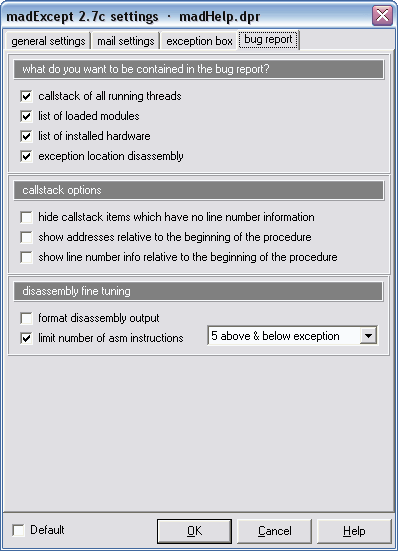 madExcept 2.7c settings · madHelp.dpr
general settings mail settings exception box bug report
what do you want to be contained in the bug report?
callstack of all running threads
list of loaded modules
list of installed hardware
exception location disassembly
callstack options
hide callstack items which have no line number information
show addresses relative to the beginning of the procedure
show line number info relative to the beginning of the procedure
disassembly fine tuning
format disassembly output
limit number of asm instructions 5 above & below exception
Default OK Cancel Help